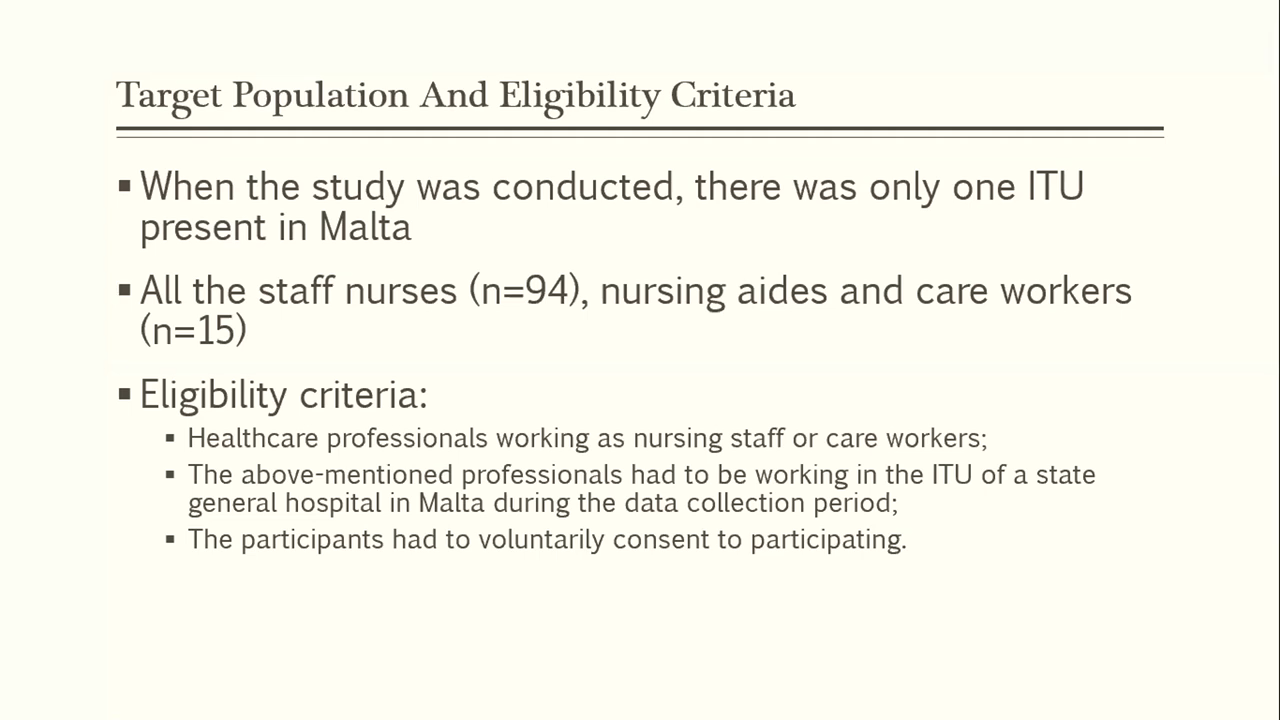 Target Population And Eligibility Criteria
▪ When the study was conducted, there was only one ITU
present in Malta
▪ All the staff nurses (n=94), nursing aides and care workers
(n=15)
▪ Eligibility criteria:
▪ Healthcare professionals working as nursing staff or care workers;
▪ The above-mentioned professionals had to be working in the ITU of a state
general hospital in Malta during the data collection period;
▪ The participants had to voluntarily consent to participating.